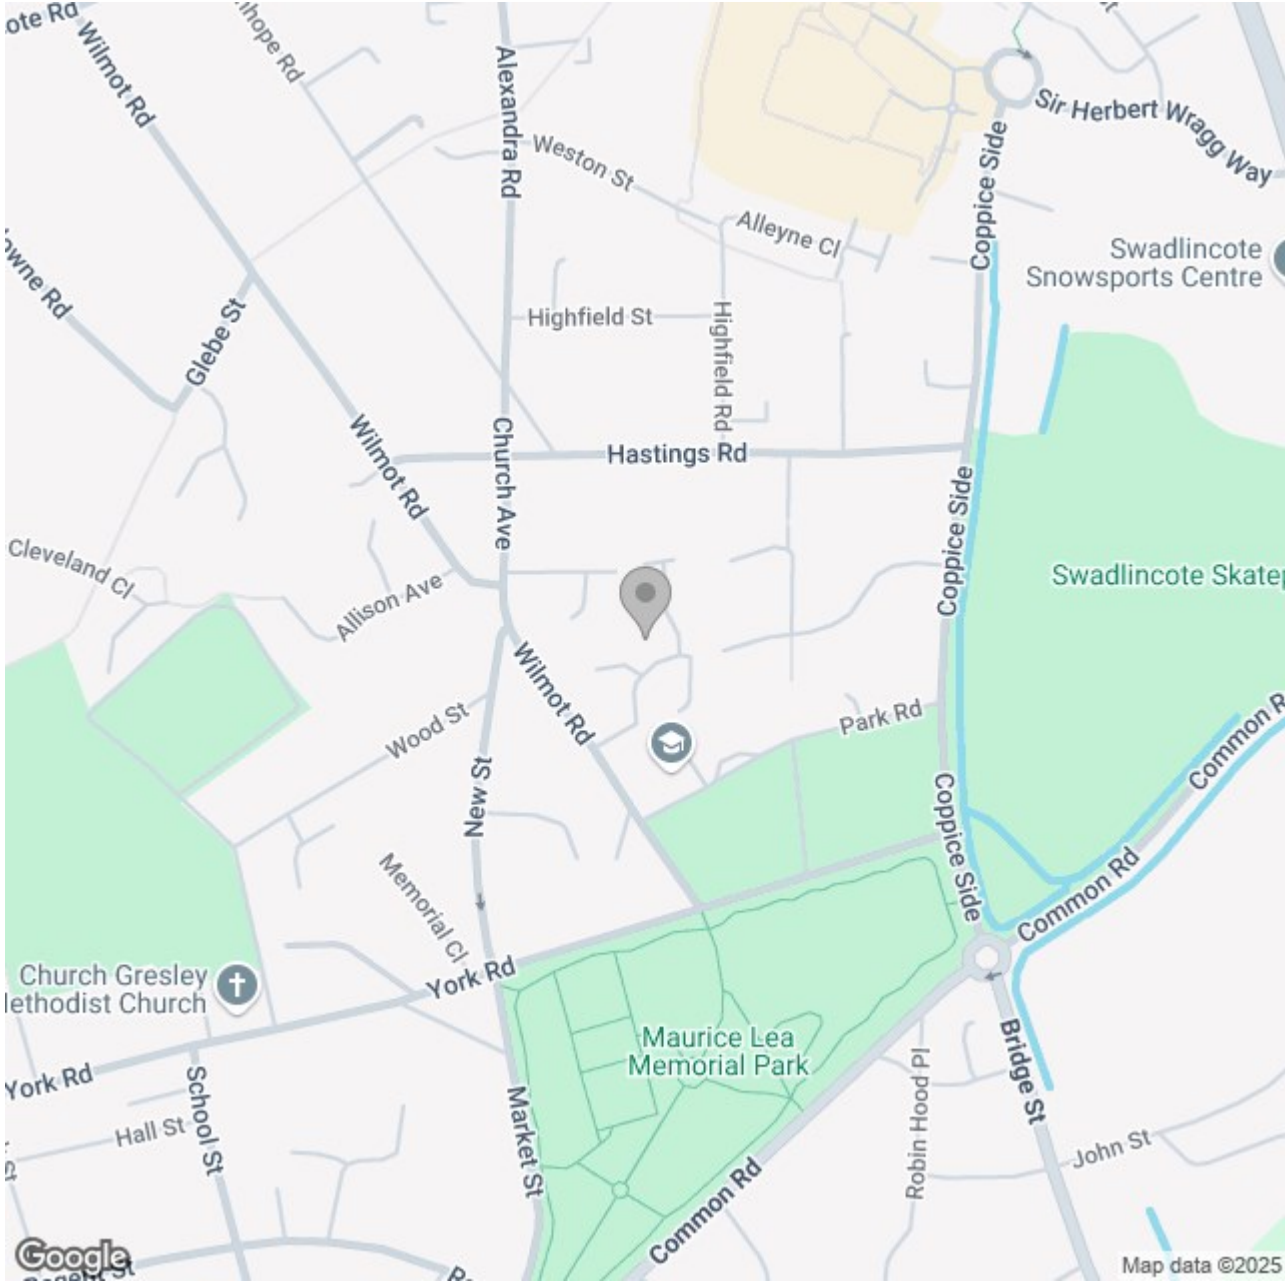 Wilmot Rd
Alexandra Rd
Weston St
Sir Herbert Wragg Way
Coppice Side
Alleyne Cl
Swadlincote
Snowsports Centre
Glebe St
Highfield St
Highfield Rd
Wilmot Rd
Church Ave
Hastings Rd
Coppice Side
Cleveland Cl
Allison Ave
Swadlincote
Wilmot Rd
Wood St
Park Rd
Common
New St
Coppice Side
Memorial Cl
Common Rd
Church Gresley
York Rd
Methodist Church
Maurice Lea
Memorial Park
York Rd
School St
Bridge St
Robin Hood Pl
Hall St
Market St
John St
Common Rd
Google
Map data ©2025